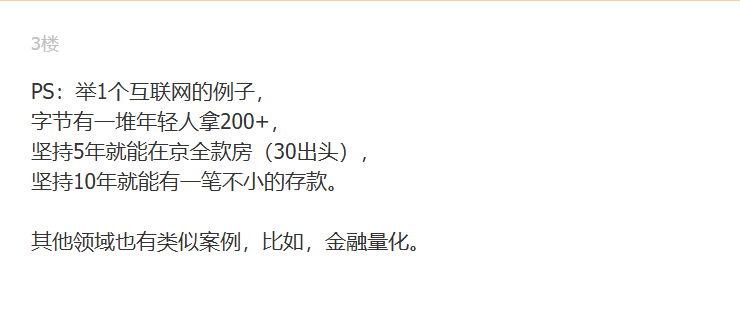 3楼
PS：举1个互联网的例子，
字节有一堆年轻人拿200+，
坚持5年就能在京全款房（30出头），
坚持10年就能有一笔不小的存款。
其他领域也有类似案例，比如，金融量化。